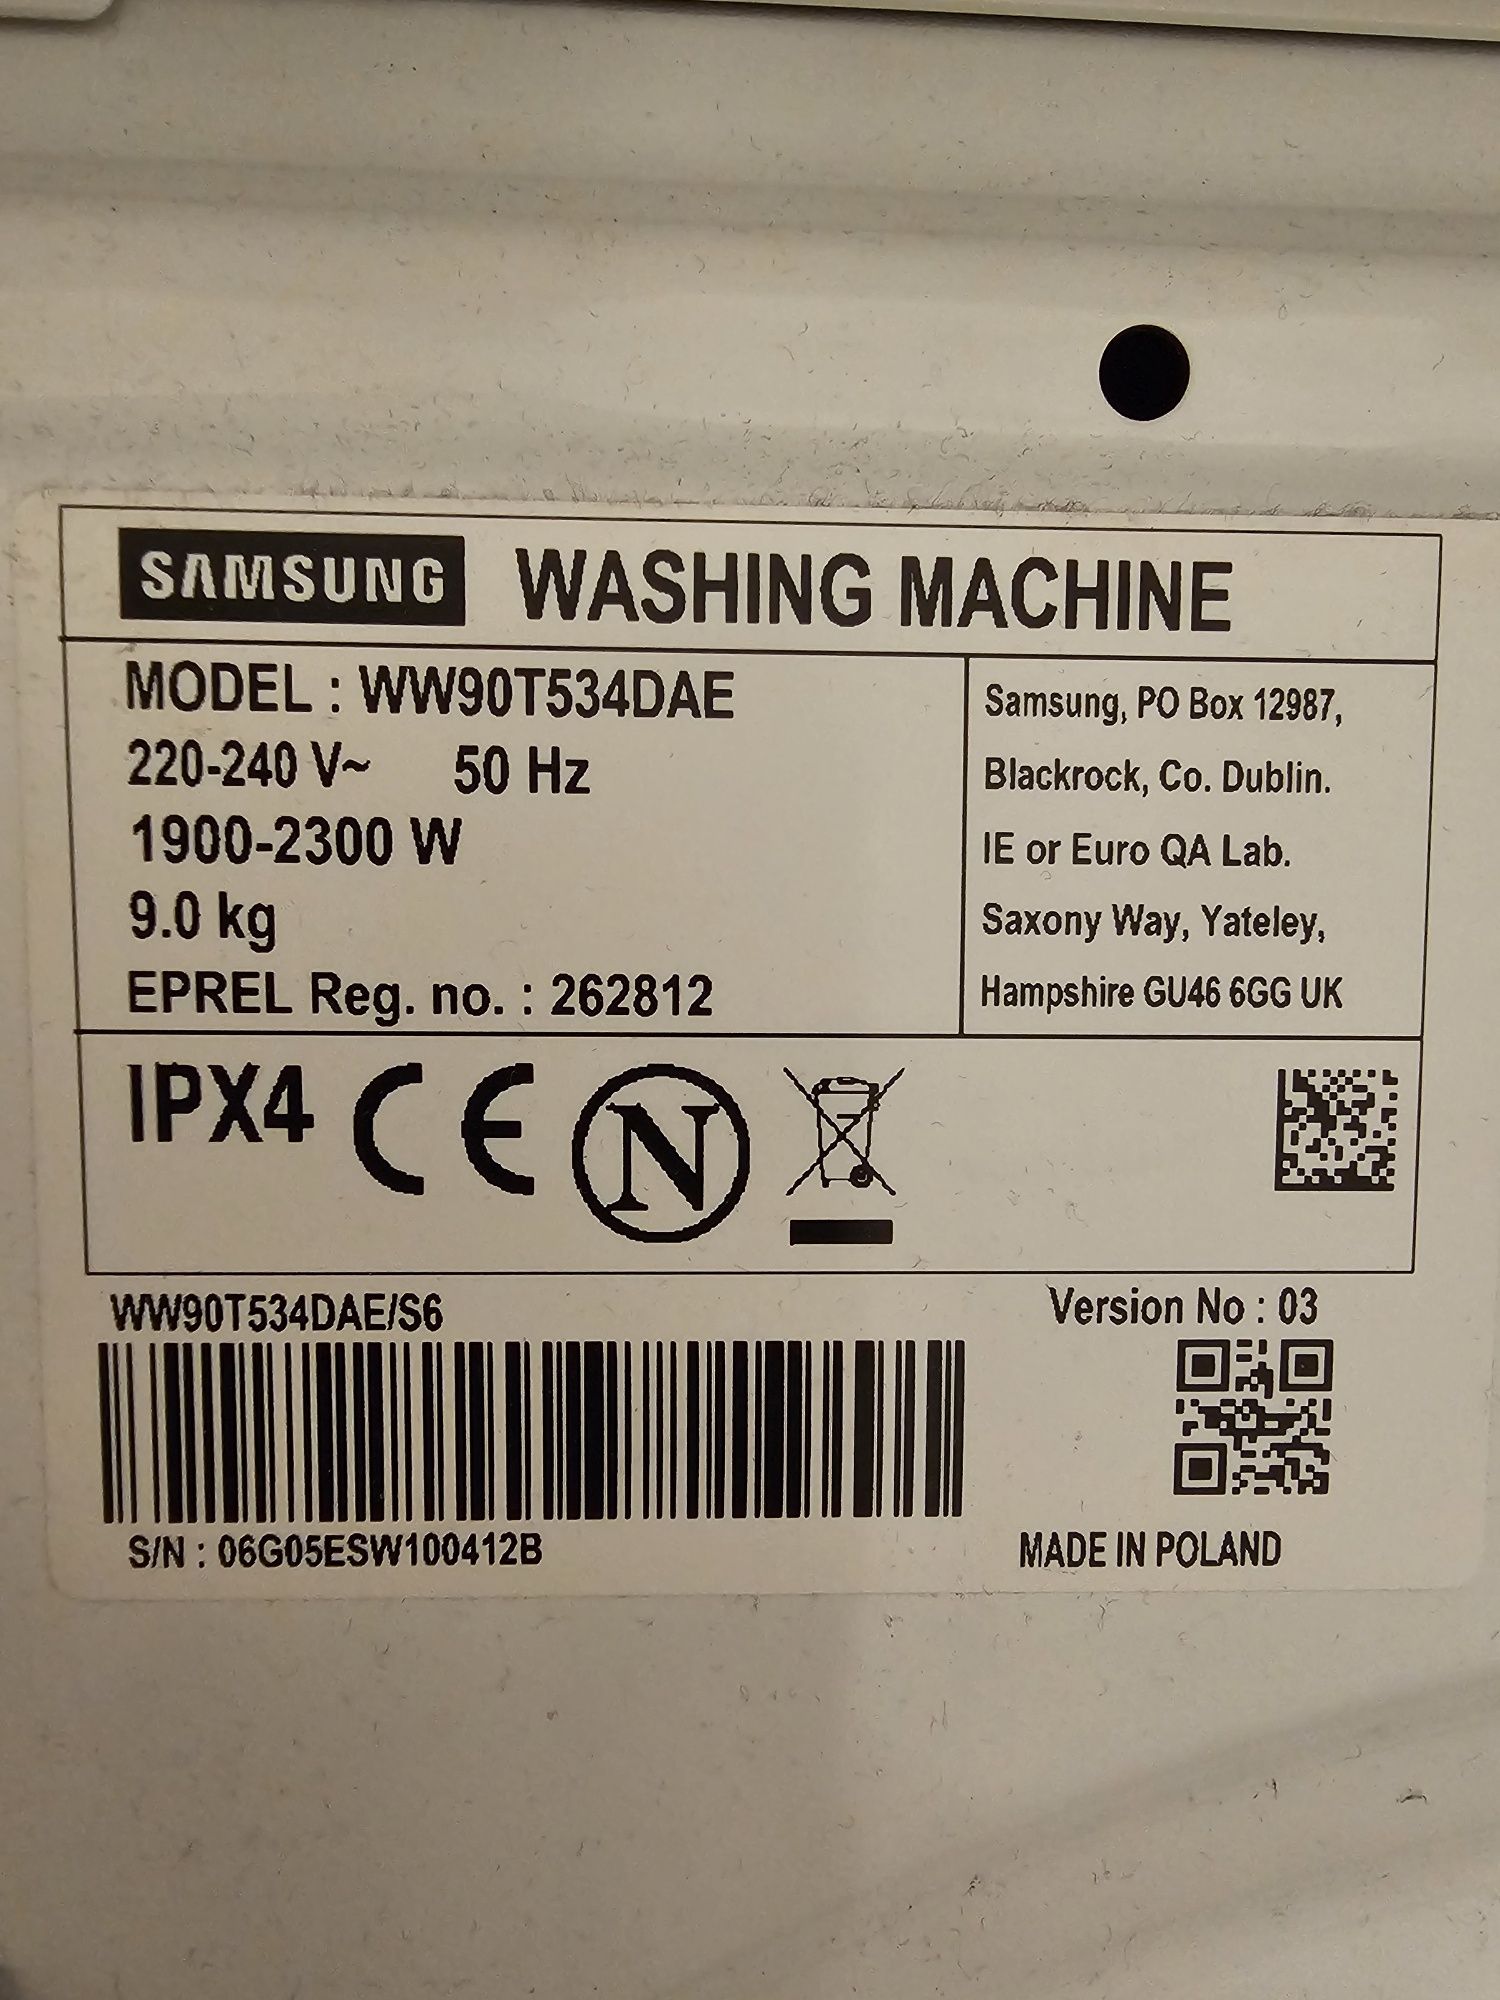 SAMSUNG WASHING MACHINE
MODEL : WW90T534DAE
220-240 V~ 50 Hz
1900-2300 W
9.0 kg
EPREL Reg. no. : 262812
Samsung, PO Box 12987,
Blackrock, Co. Dublin.
IE or Euro QA Lab.
Saxony Way, Yateley,
Hampshire GU46 6GG UK
IPX4 CE N
WW90T534DAE/S6
Version No : 03
S/N : 06G05ESW100412B
MADE IN POLAND